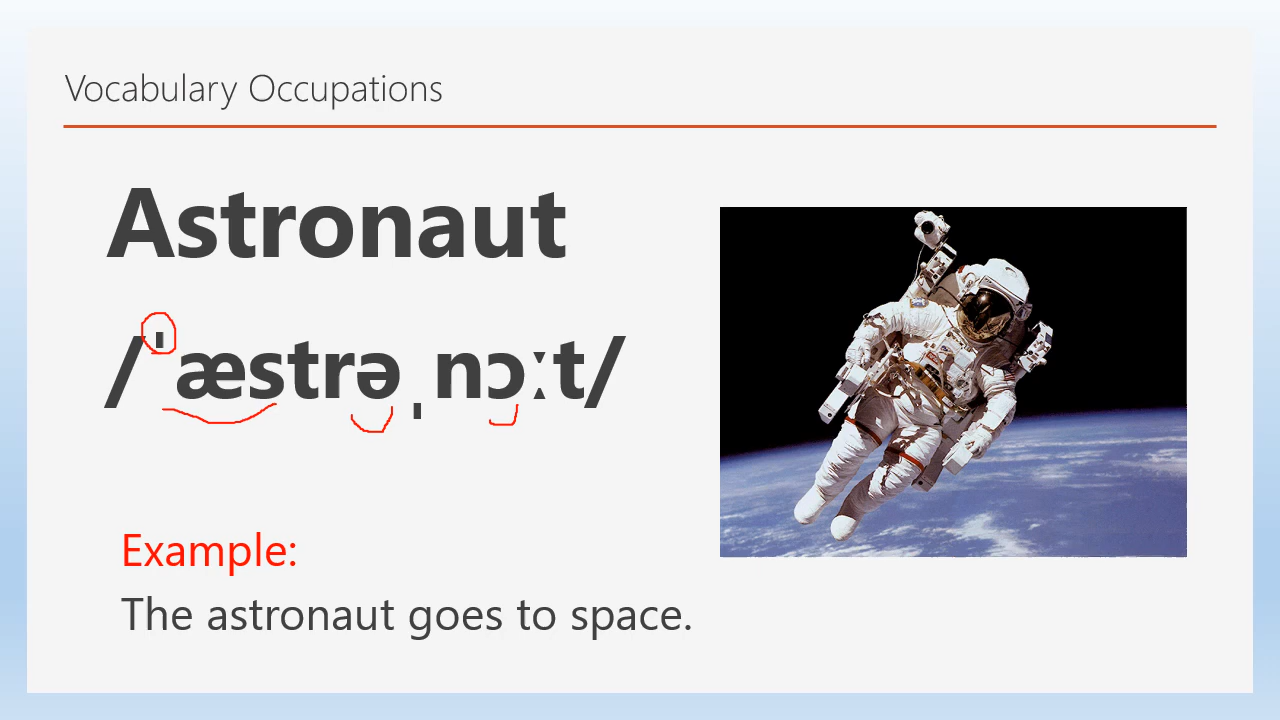 Vocabulary Occupations
Astronaut
/ˈæstrəˌnɔːt/
Example:
The astronaut goes to space.